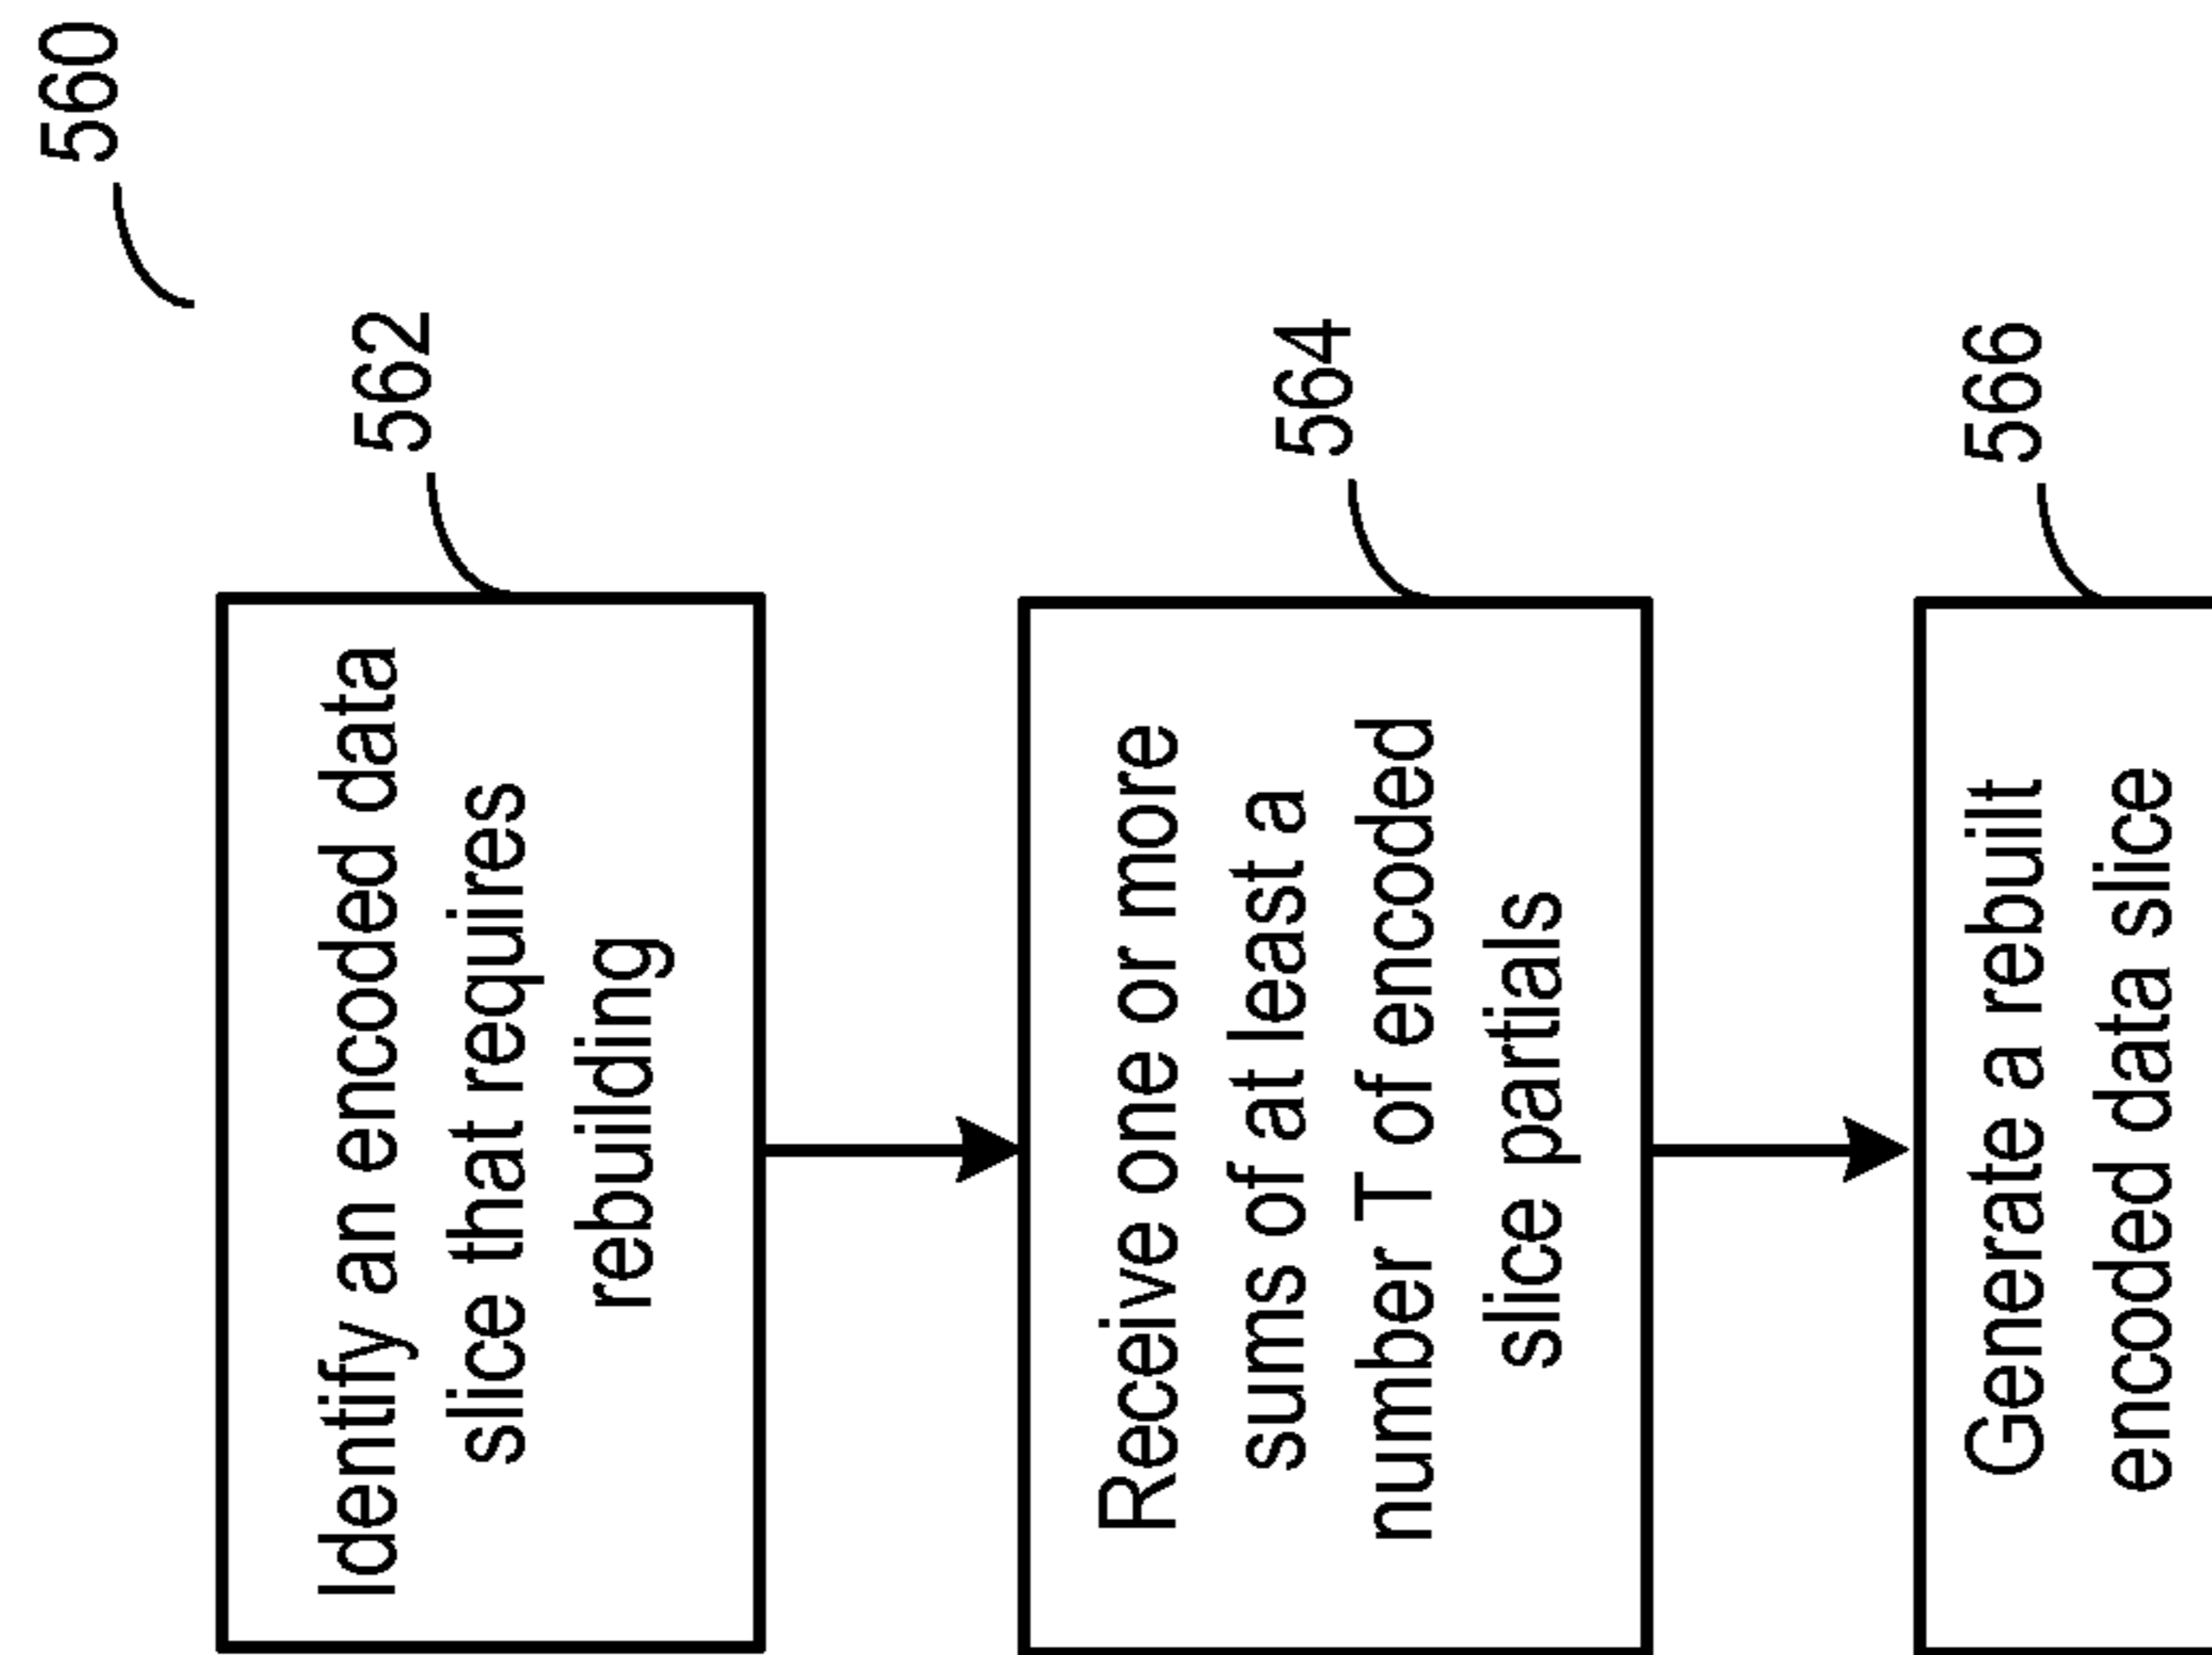 560
562
Identify an encoded data
slice that requires
rebuilding
564
Receive one or more
sums of at least a
number T of encoded
slice partials
566
Generate a rebuilt
encoded data slice